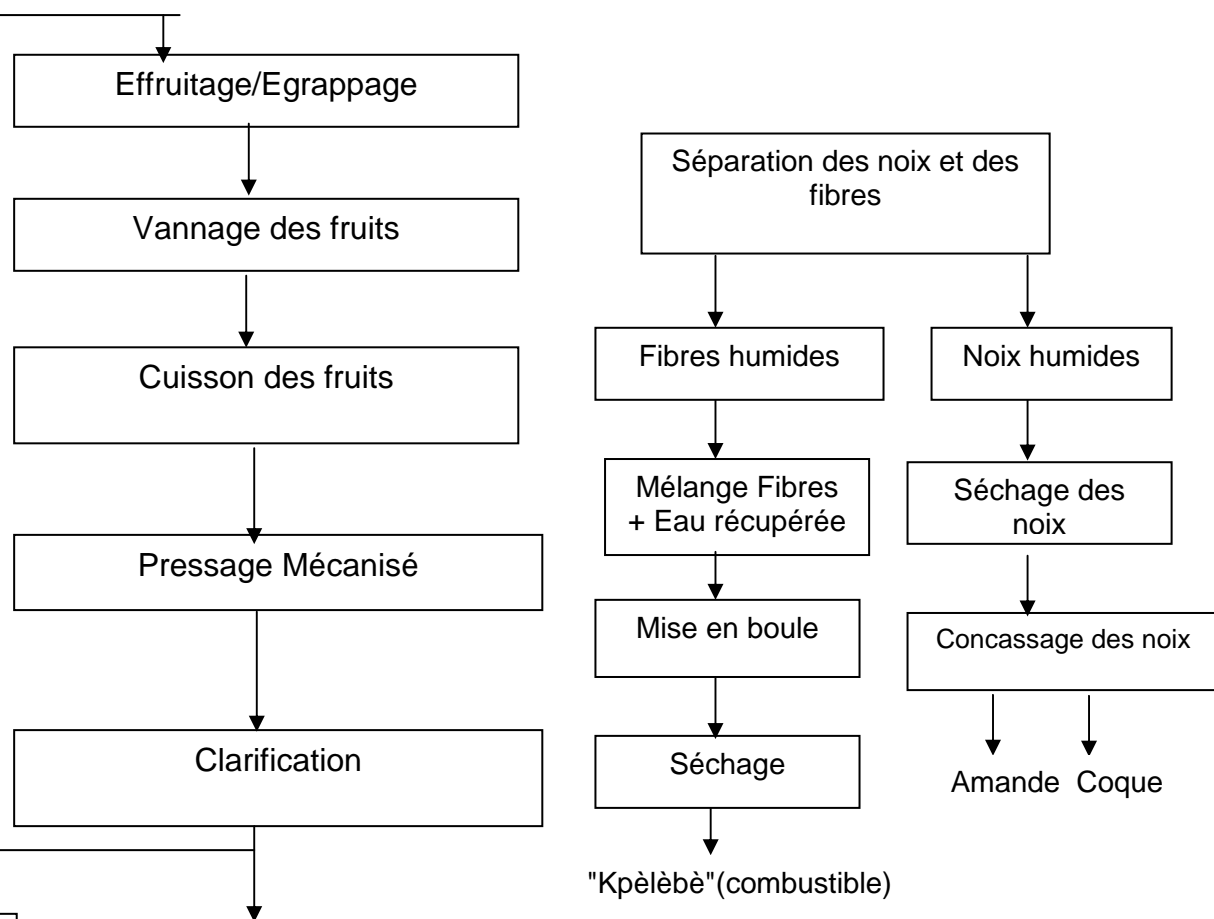 Effruitage/Egrappage
Vannage des fruits
Cuisson des fruits
Pressage Mécanisé
Clarification
Séparation des noix et des
fibres
Fibres humides
Mélange Fibres
+ Eau récupérée
Mise en boule
Séchage
"Kpèlèbè"(combustible)
Noix humides
Séchage des
noix
Concassage des noix
Amande Coque